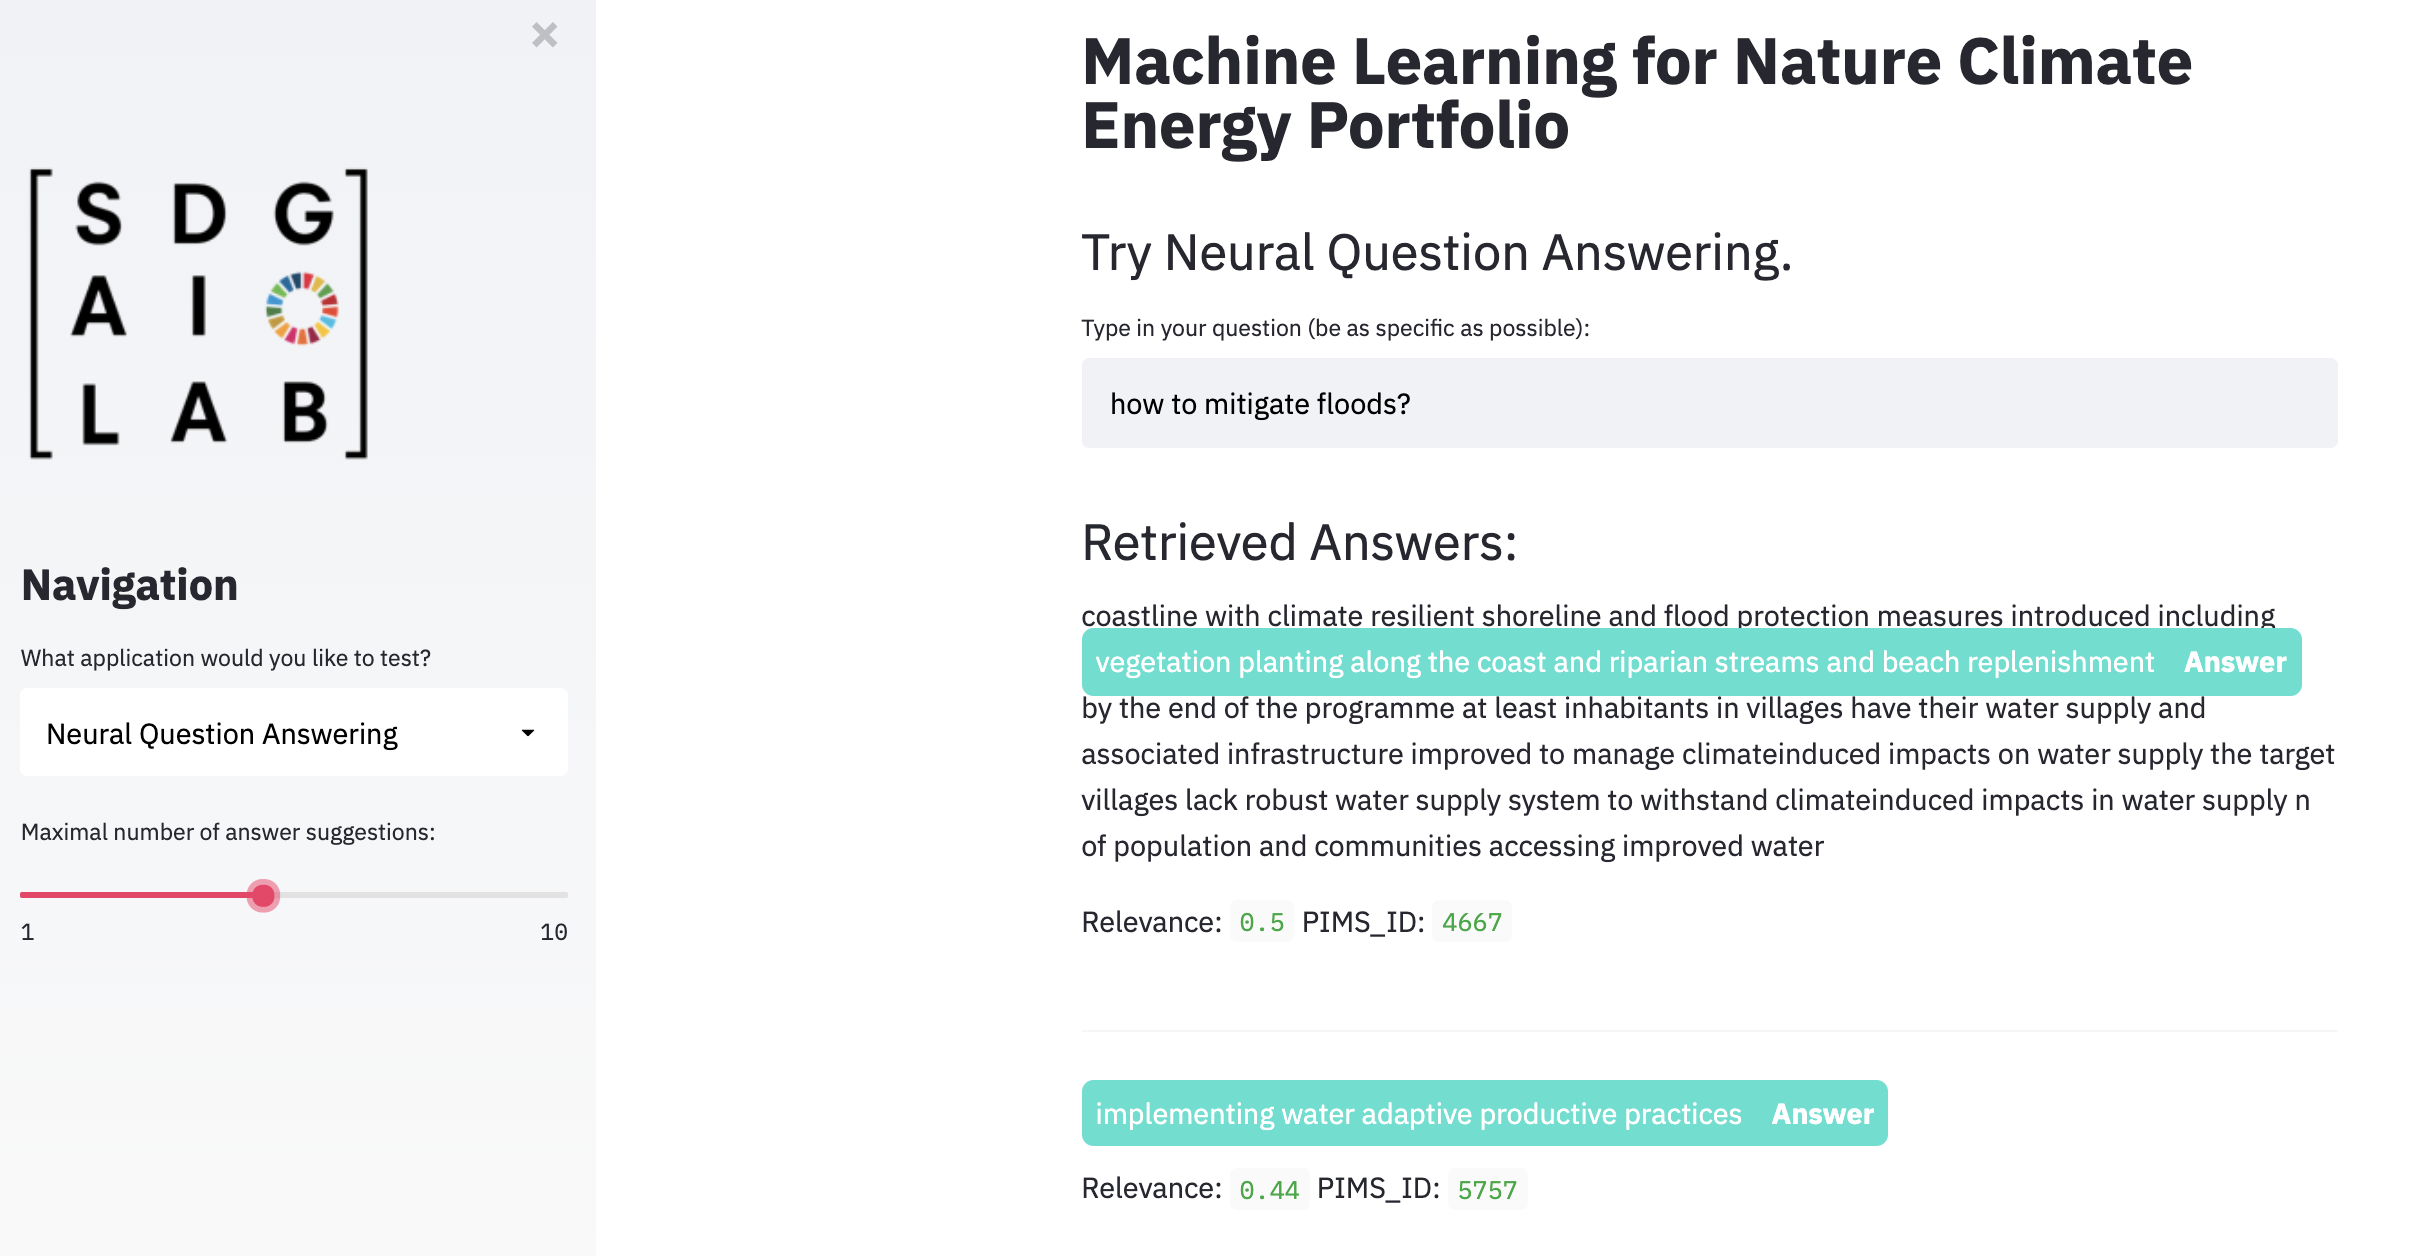 ×
S D G
A I
L A B
Navigation
What application would you like to test?
Neural Question Answering
Maximal number of answer suggestions:
1
10
Machine Learning for Nature Climate
Energy Portfolio
Try Neural Question Answering.
Type in your question (be as specific as possible):
how to mitigate floods?
Retrieved Answers:
coastline with climate resilient shoreline and flood protection measures introduced including
vegetation planting along the coast and riparian streams and beach replenishment Answer
by the end of the programme at least inhabitants in villages have their water supply and
associated infrastructure improved to manage climateinduced impacts on water supply the target
villages lack robust water supply system to withstand climateinduced impacts in water supply n
of population and communities accessing improved water
Relevance: 0.5 PIMS_ID: 4667
implementing water adaptive productive practices Answer
Relevance: 0.44 PIMS_ID: 5757